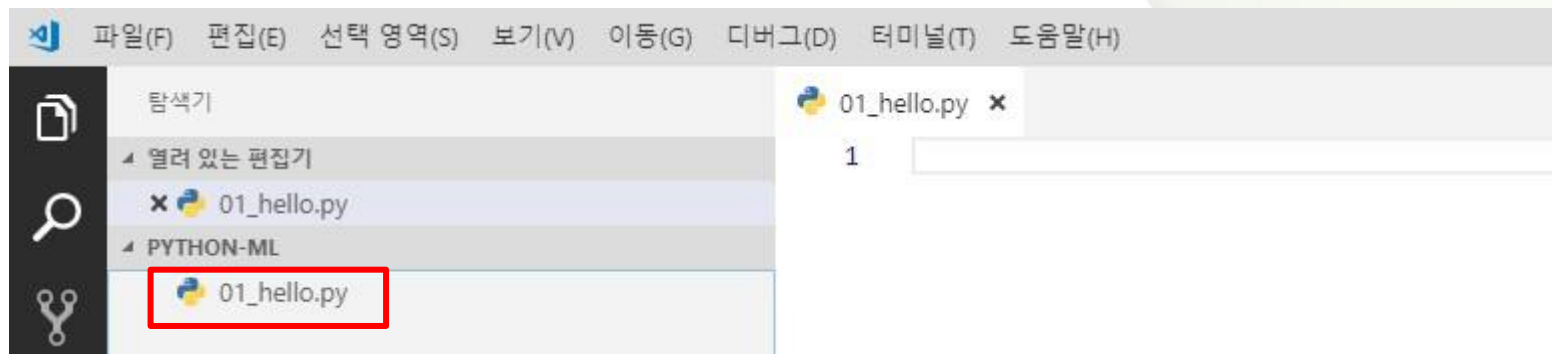 파일(F) 편집(E) 선택 영역(S) 보기(V) 이동(G) 디버그(D) 터미널(T) 도움말(H)
탐색기
열려 있는 편집기
01_hello.py
PYTHON-ML
01_hello.py
01_hello.py
1